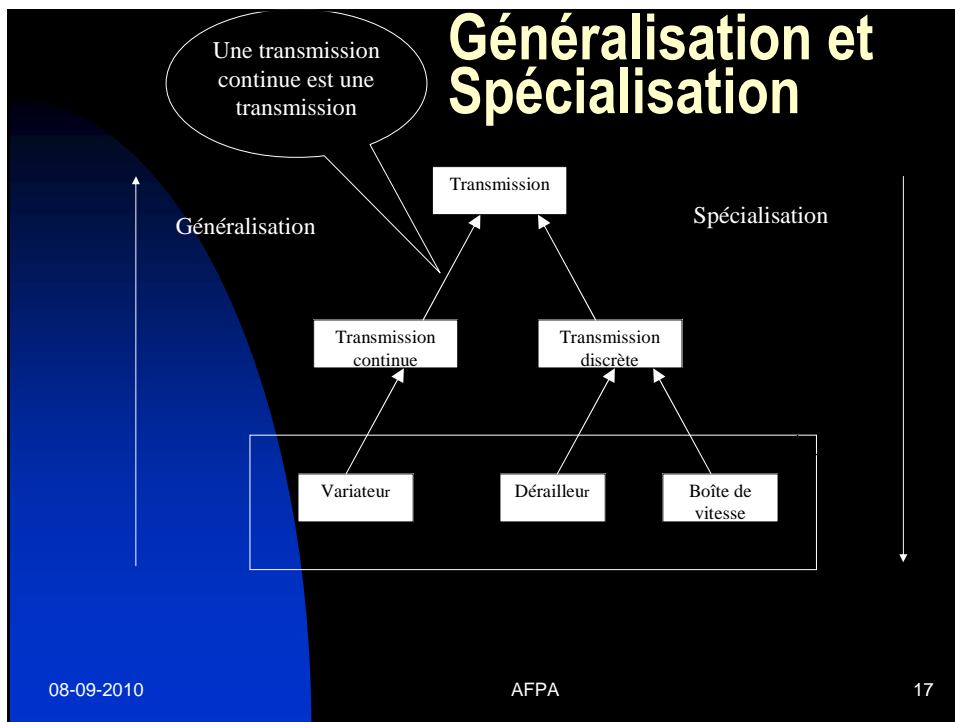 Généralisation et
Spécialisation
Une transmission
continue est une
transmission
Transmission
Généralisation
Spécialisation
Transmission
continue
Transmission
discrète
Variateur
Dérailleur
Boîte de
vitesse
08-09-2010
AFPA
17